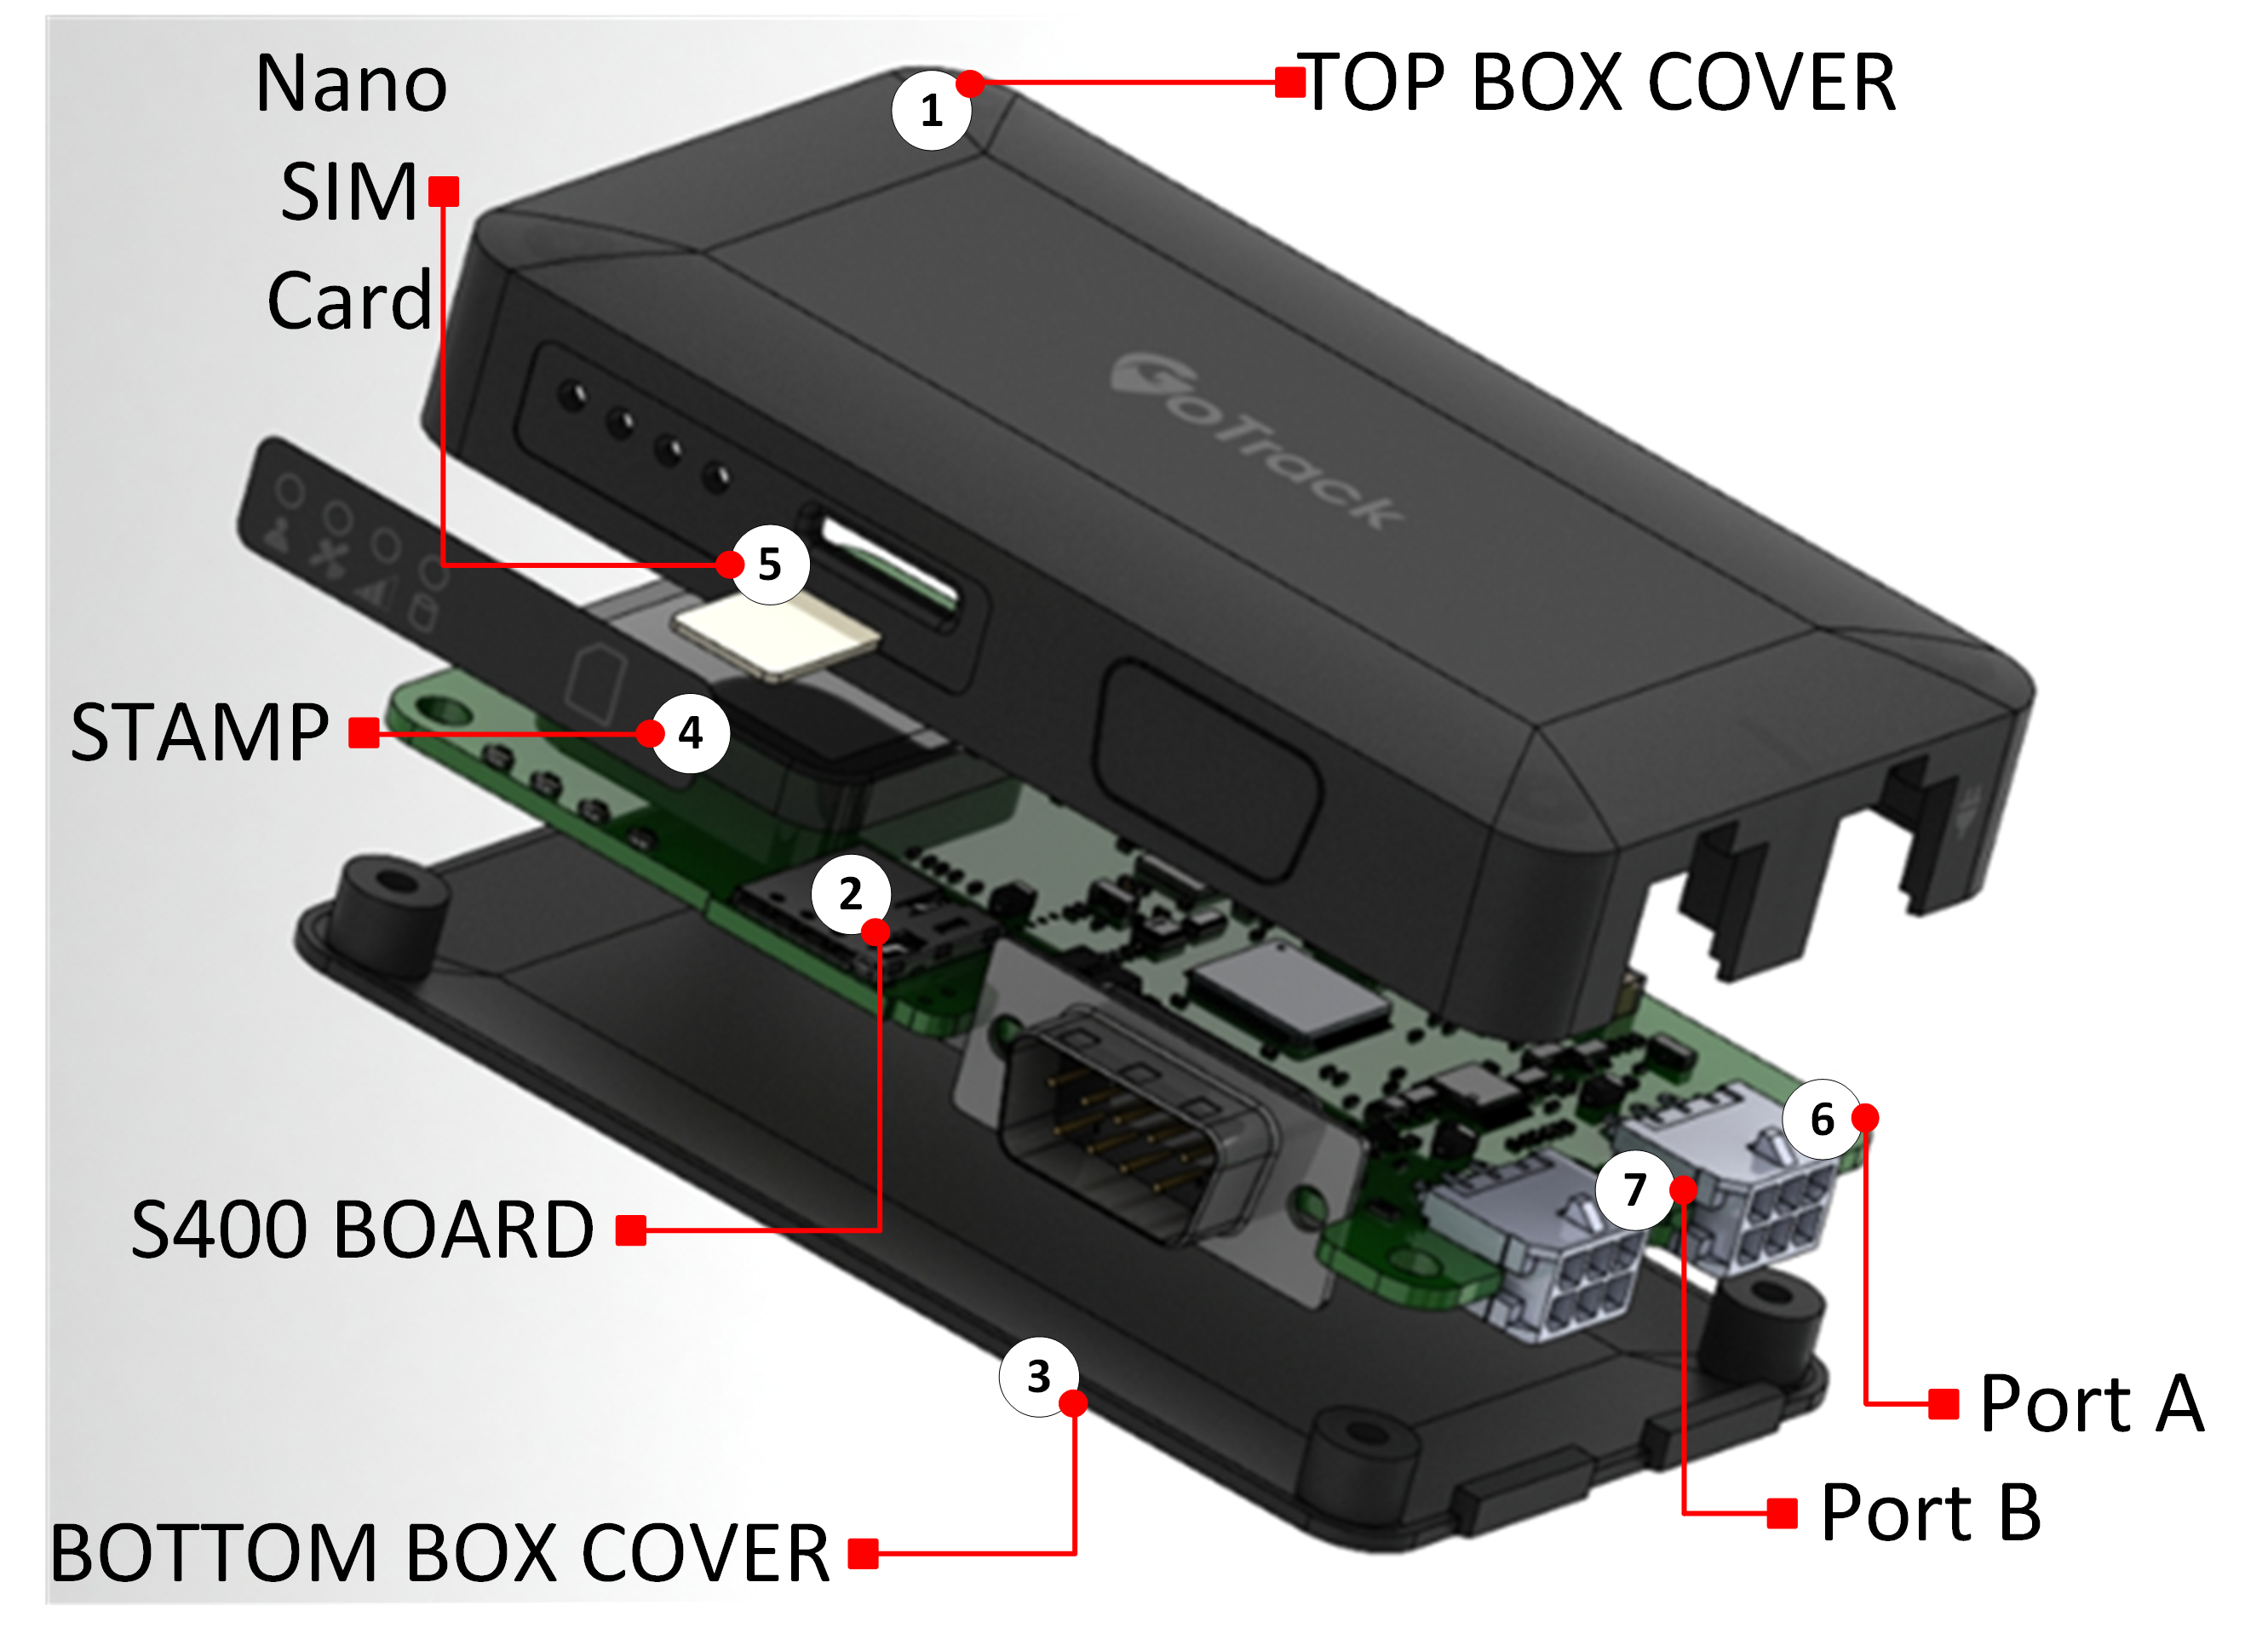 Nano
SIM
Card
1
TOP BOX COVER
GoTrack
5
STAMP
4
2
S400 BOARD
6
7
3
Port A
Port B
BOTTOM BOX COVER